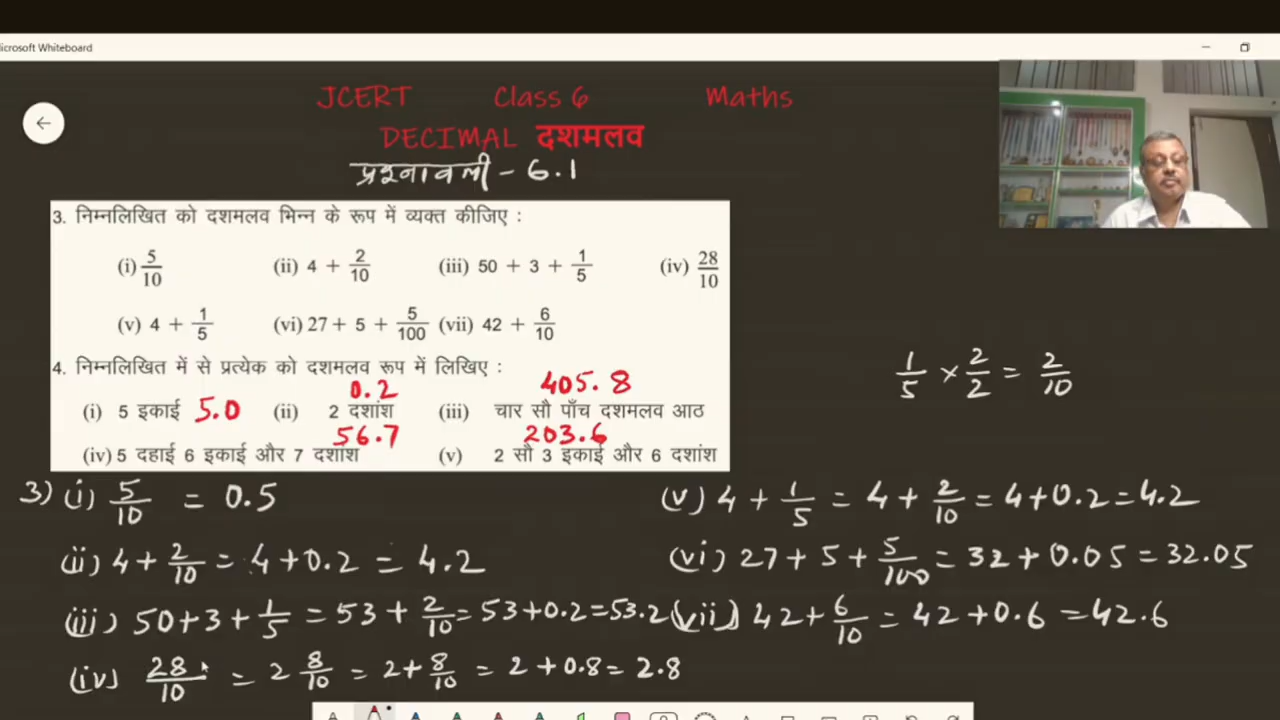 Microsoft Whiteboard
JCERT Class 6 Maths
DECIMAL दशमलव
प्रश्नावली - 6.1
3. निम्नलिखित को दशमलव भिन्न के रूप में व्यक्त कीजिए :
(i) 5/10 (ii) 4 + 2/10 (iii) 50 + 3 + 1/5 (iv) 28/10
(v) 4 + 1/5 (vi) 27 + 5 + 5/100 (vii) 42 + 6/10
4. निम्नलिखित में से प्रत्येक को दशमलव रूप में लिखिए :
(i) 5 इकाई 5.0 (ii) 2 दशांश 0.2 (iii) चार सौ पाँच दशमलव आठ 405.8
(iv) 5 दहाई 6 इकाई और 7 दशांश 56.7 (v) 2 सौ 3 इकाई और 6 दशांश 203.6
1/5 × 2/2 = 2/10
3) (i) 5/10 = 0.5
(ii) 4 + 2/10 = 4 + 0.2 = 4.2
(iii) 50 + 3 + 1/5 = 53 + 2/10 = 53 + 0.2 = 53.2
(iv) 28/10 = 2 8/10 = 2 + 8/10 = 2 + 0.8 = 2.8
(v) 4 + 1/5 = 4 + 2/10 = 4 + 0.2 = 4.2
(vi) 27 + 5 + 5/100 = 32 + 0.05 = 32.05
(vii) 42 + 6/10 = 42 + 0.6 = 42.6